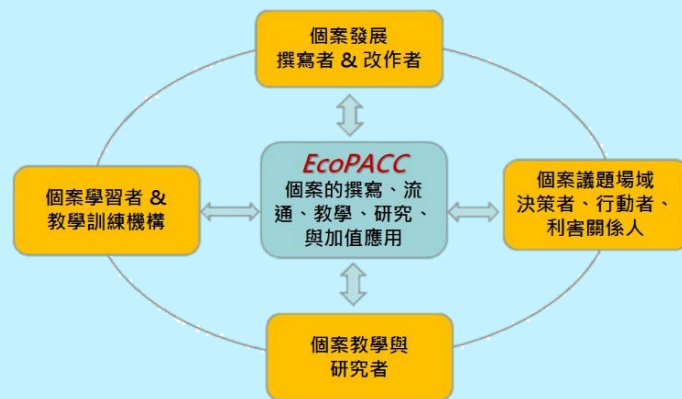 個案發展
撰寫者 & 改作者
個案學習者 &
教學訓練機構
EcoPACC
個案的撰寫、流
通、教學、研究、
與加值應用
個案議題場域
決策者、行動者、
利害關係人
個案教學與
研究者